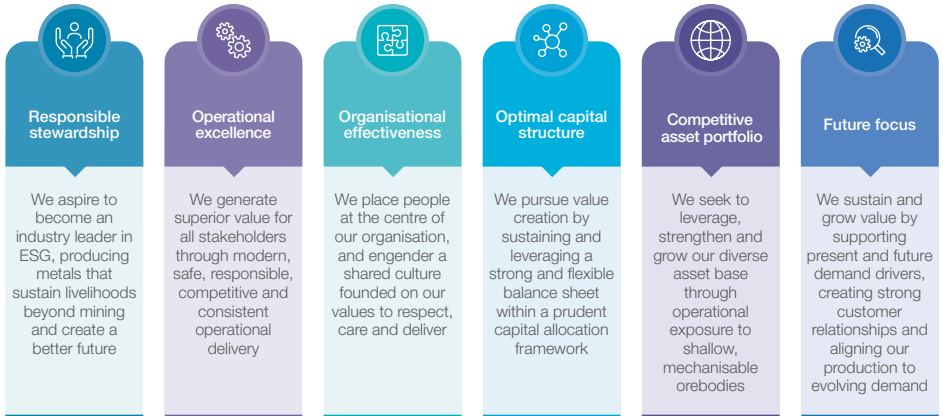 Responsible
stewardship
We aspire to
become an
industry leader in
ESG, producing
metals that
sustain livelihoods
beyond mining
and create a
better future
Operational
excellence
We generate
superior value for
all stakeholders
through modern,
safe, responsible,
competitive and
consistent
operational
delivery
Organisational
effectiveness
We place people
at the centre of
our organisation,
and engender a
shared culture
founded on our
values to respect,
care and deliver
Optimal capital
structure
We pursue value
creation by
sustaining and
leveraging a
strong and flexible
balance sheet
within a prudent
capital allocation
framework
Competitive
asset portfolio
We seek to
leverage,
strengthen and
grow our diverse
asset base
through
operational
exposure to
shallow,
mechanisable
orebodies
Future focus
We sustain and
grow value by
supporting
present and future
demand drivers,
creating strong
customer
relationships and
aligning our
production to
evolving demand